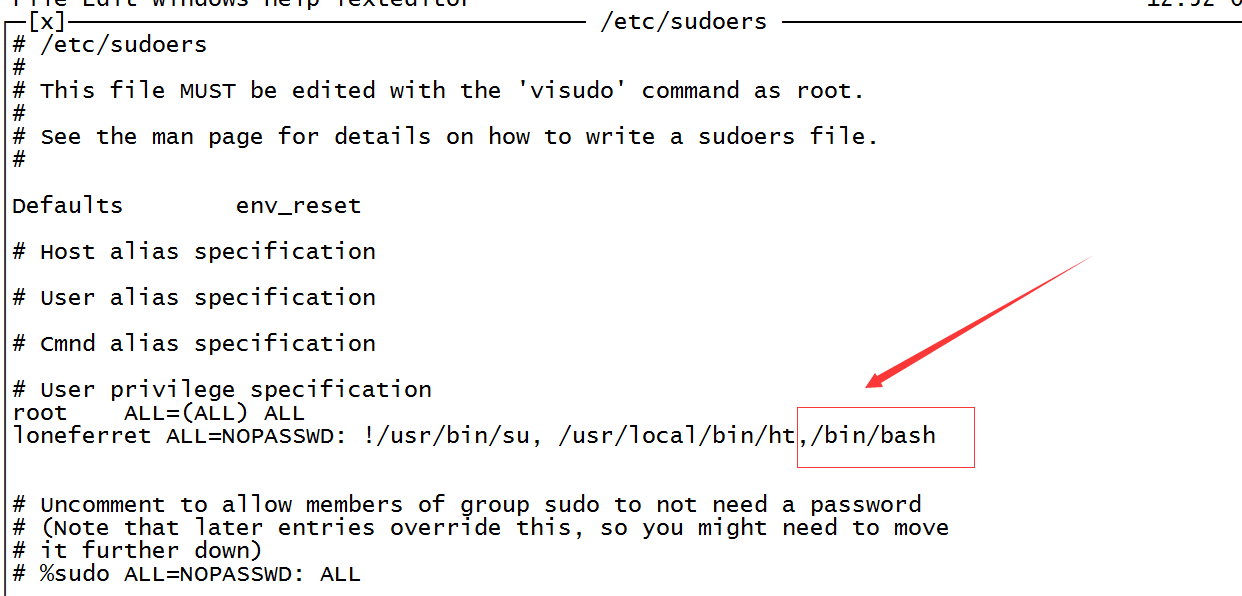 File Edit Windows Help Texteditor
[x] /etc/sudoers
# /etc/sudoers
#
# This file MUST be edited with the 'visudo' command as root.
#
# See the man page for details on how to write a sudoers file.
#
Defaults        env_reset
# Host alias specification
# User alias specification
# Cmnd alias specification
# User privilege specification
root    ALL=(ALL) ALL
loneferret ALL=NOPASSWD: !/usr/bin/su, /usr/local/bin/ht,/bin/bash
# Uncomment to allow members of group sudo to not need a password
# (Note that later entries override this, so you might need to move
# it further down)
# %sudo ALL=NOPASSWD: ALL